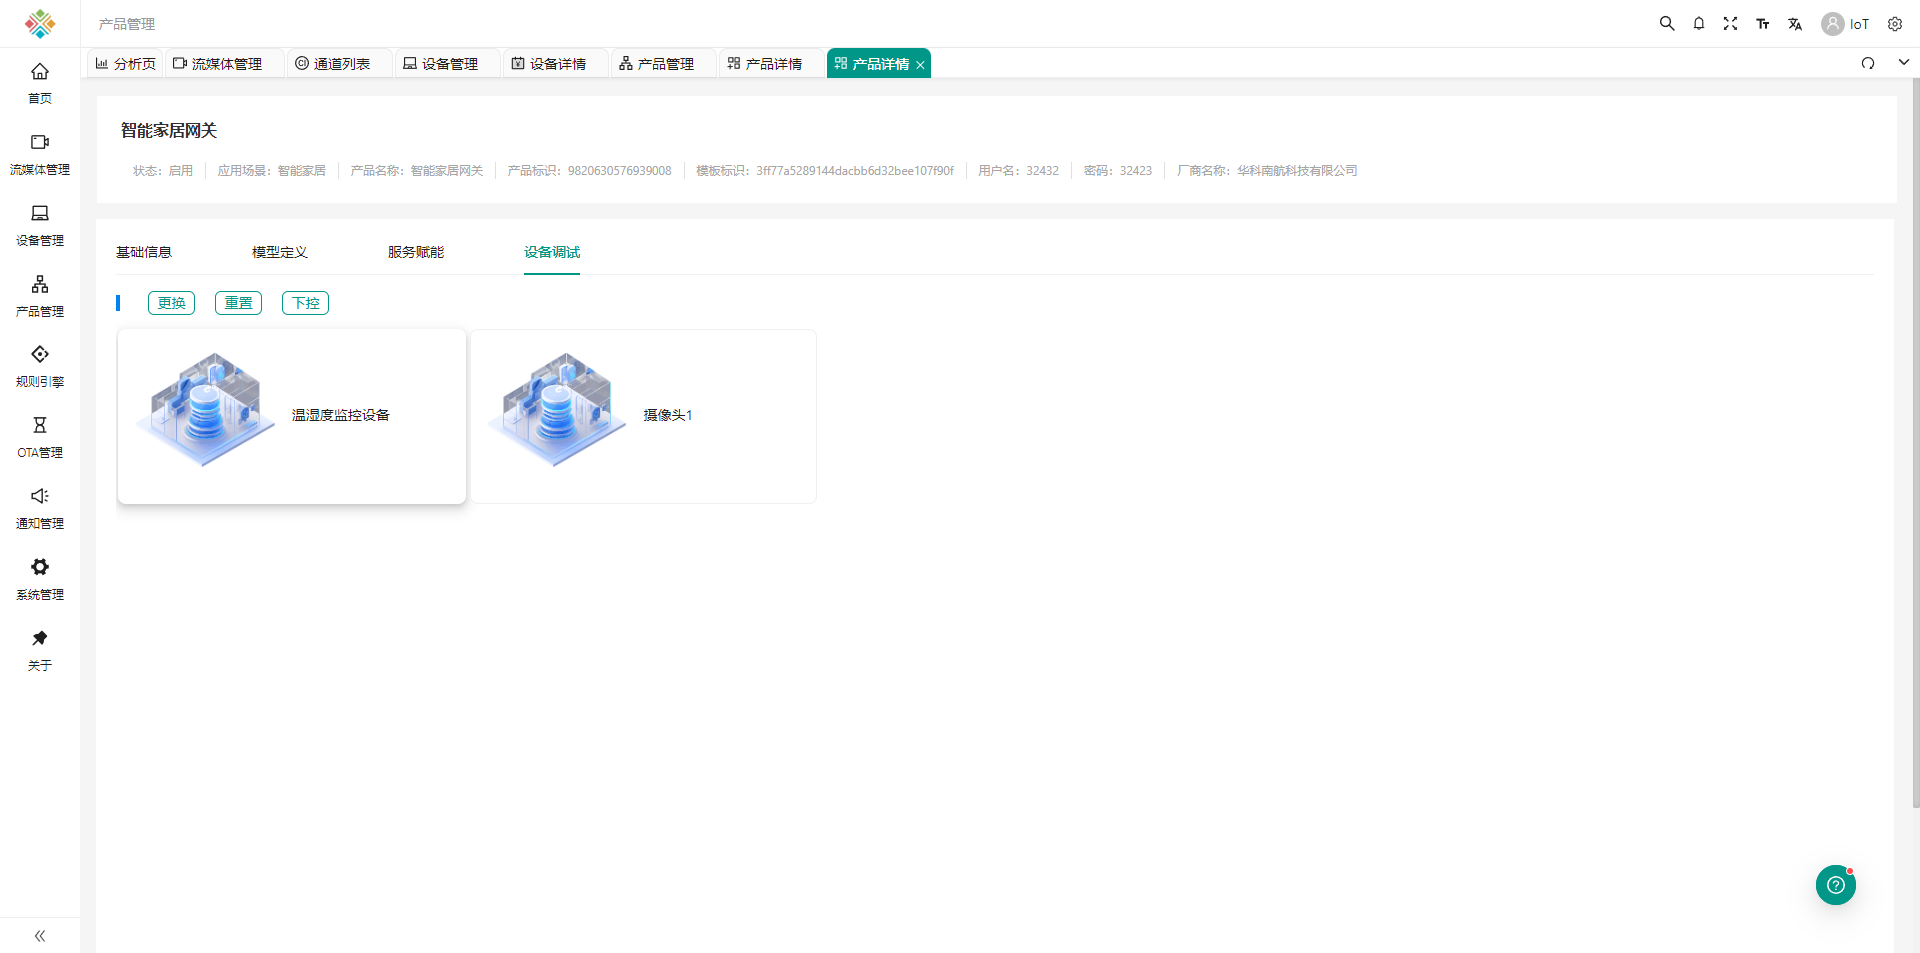 产品管理
IoT
分析页 流媒体管理 通道列表 设备管理 设备详情 产品管理 产品详情 产品详情
首页
流媒体管理
设备管理
产品管理
规则引擎
OTA管理
通知管理
系统管理
关于
智能家居网关
状态：启用 应用场景：智能家居 产品名称：智能家居网关 产品标识：9820630576939008 模板标识：3ff77a5289144dacbb6d32bee107f90f 用户名：32432 密码：32423 厂商名称：华科南航科技有限公司
基础信息 模型定义 服务赋能 设备调试
更换 重置 下控
温湿度监控设备 摄像头1